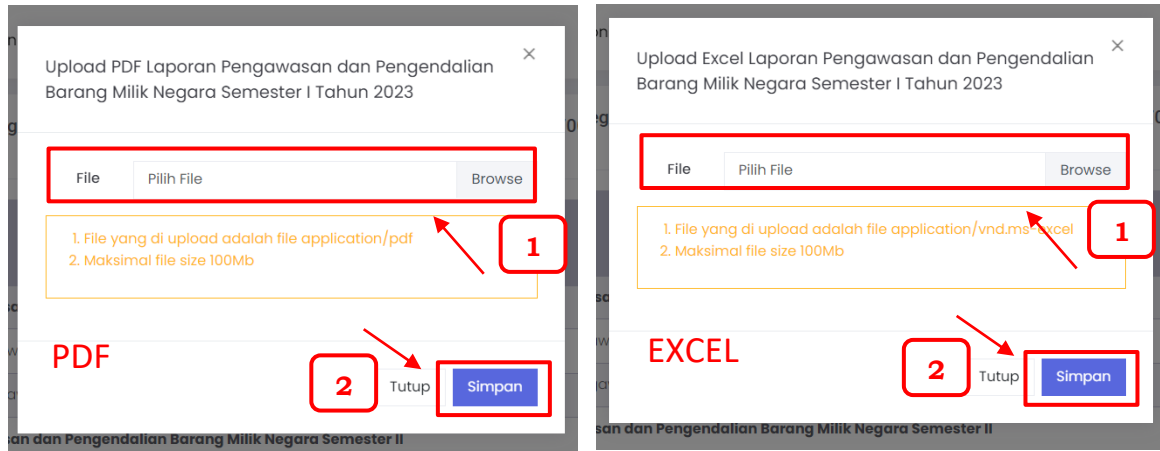 Upload PDF Laporan Pengawasan dan Pengendalian
Barang Milik Negara Semester I Tahun 2023
×
File
Pilih File
Browse
1. File yang di upload adalah file application/pdf
2. Maksimal file size 100Mb
1
PDF
2
Tutup
Simpan
san dan Pengendalian Barang Milik Negara Semester II
Upload Excel Laporan Pengawasan dan Pengendalian
Barang Milik Negara Semester I Tahun 2023
×
File
Pilih File
Browse
1. File yang di upload adalah file application/vnd.ms-excel
2. Maksimal file size 100Mb
1
EXCEL
2
Tutup
Simpan
san dan Pengendalian Barang Milik Negara Semester II